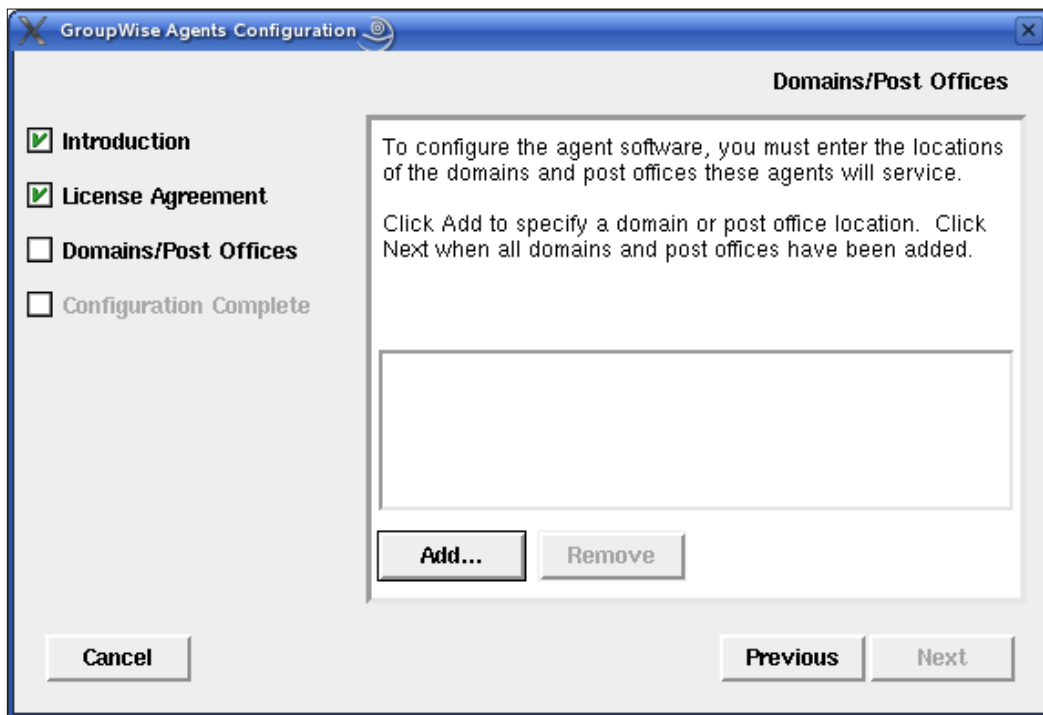 GroupWise Agents Configuration
Domains/Post Offices
Introduction
License Agreement
Domains/Post Offices
Configuration Complete
To configure the agent software, you must enter the locations
of the domains and post offices these agents will service.
Click Add to specify a domain or post office location.  Click
Next when all domains and post offices have been added.
Add...
Remove
Cancel
Previous
Next